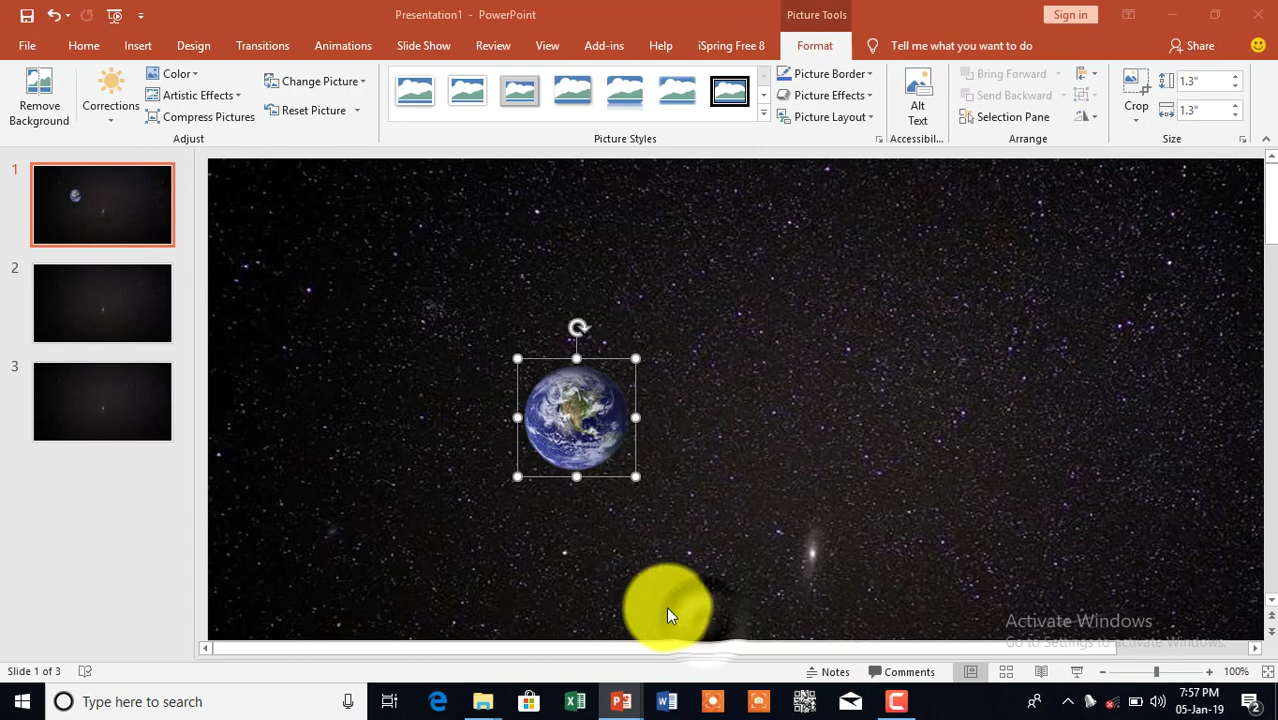 Presentation1 - PowerPoint
Picture Tools
Sign in
File
Home
Insert
Design
Transitions
Animations
Slide Show
Review
View
Add-ins
Help
iSpring Free 8
Format
Tell me what you want to do
Share
Remove Background
Corrections
Color
Artistic Effects
Compress Pictures
Change Picture
Reset Picture
Adjust
Picture Styles
Picture Border
Picture Effects
Picture Layout
Alt Text
Accessibil...
Bring Forward
Send Backward
Selection Pane
Arrange
Crop
1.3"
1.3"
Size
1
2
3
Activate Windows
Go to Settings to activate Windows.
Slide 1 of 3
Notes
Comments
100%
Type here to search
7:57 PM
05-Jan-19
2